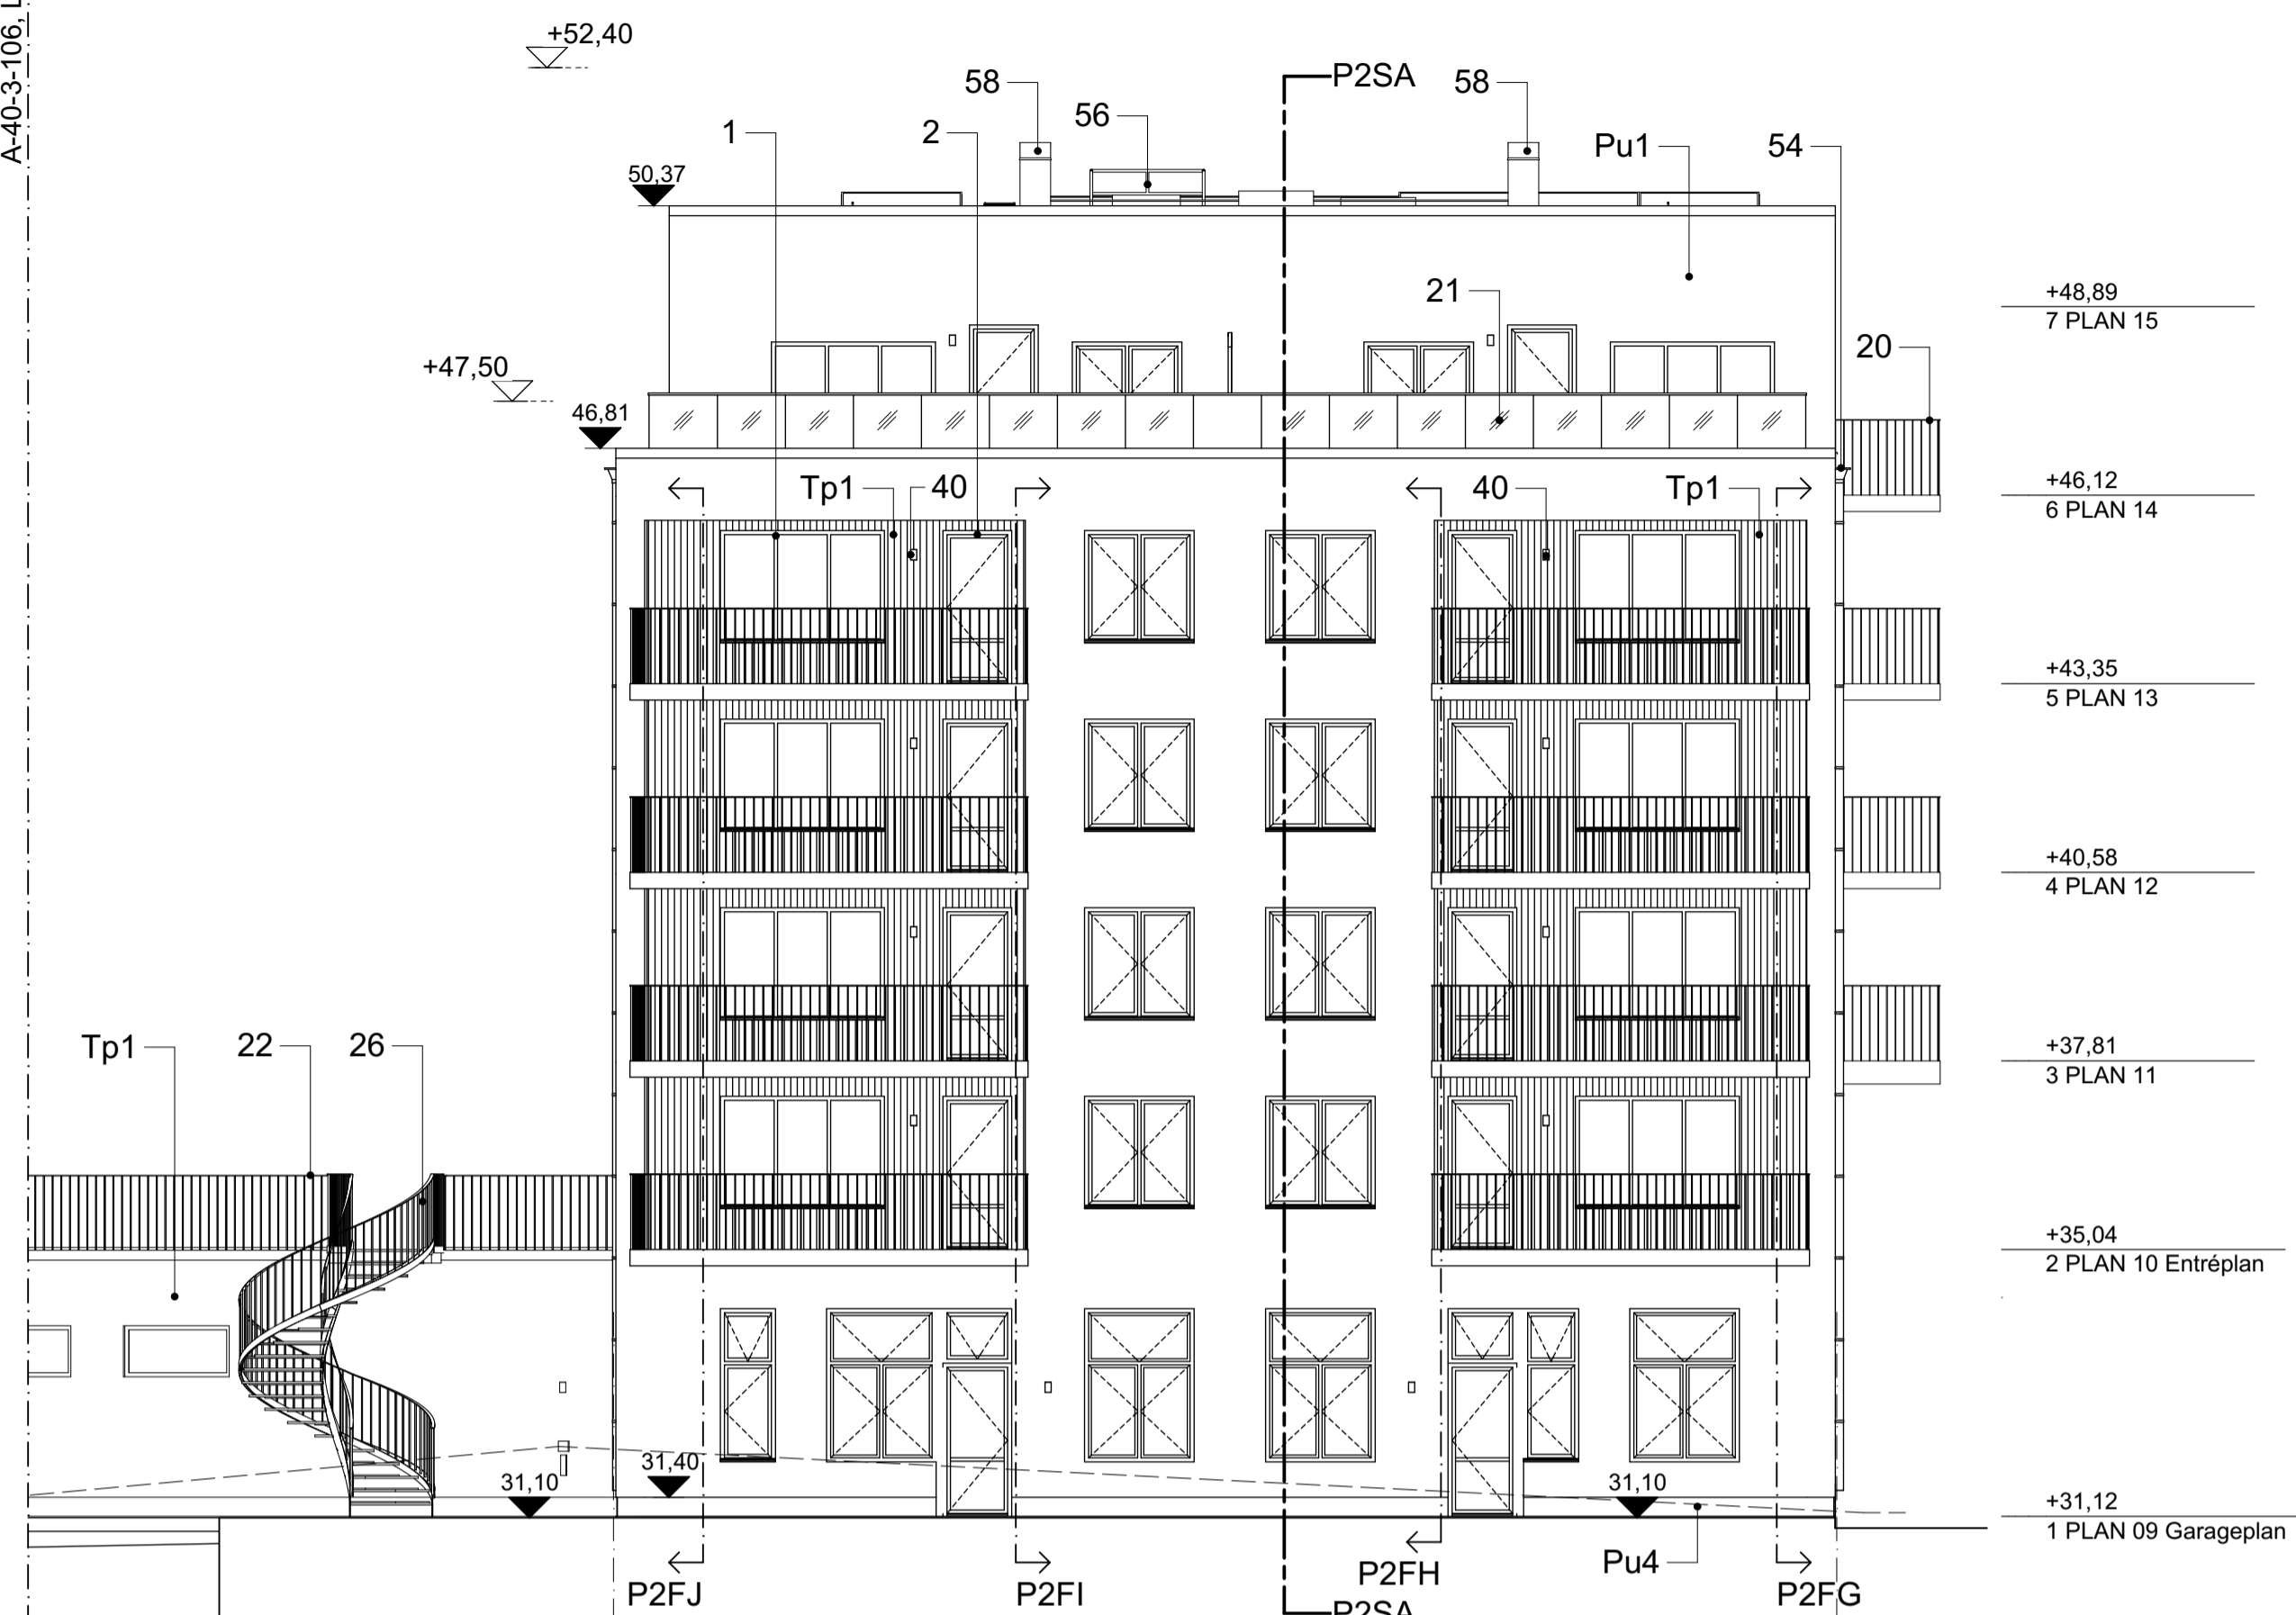 A-40-3-106, L
+52,40
58
P2SA
58
56
1
2
Pu1
54
50,37
21
+48,89
7 PLAN 15
20
+47,50
46,81
Tp1
40
40
Tp1
+46,12
6 PLAN 14
+43,35
5 PLAN 13
+40,58
4 PLAN 12
Tp1
22
26
+37,81
3 PLAN 11
+35,04
2 PLAN 10 Entréplan
31,10
31,40
31,10
+31,12
1 PLAN 09 Garageplan
P2FJ
P2FI
P2FH
Pu4
P2FG
P2SA